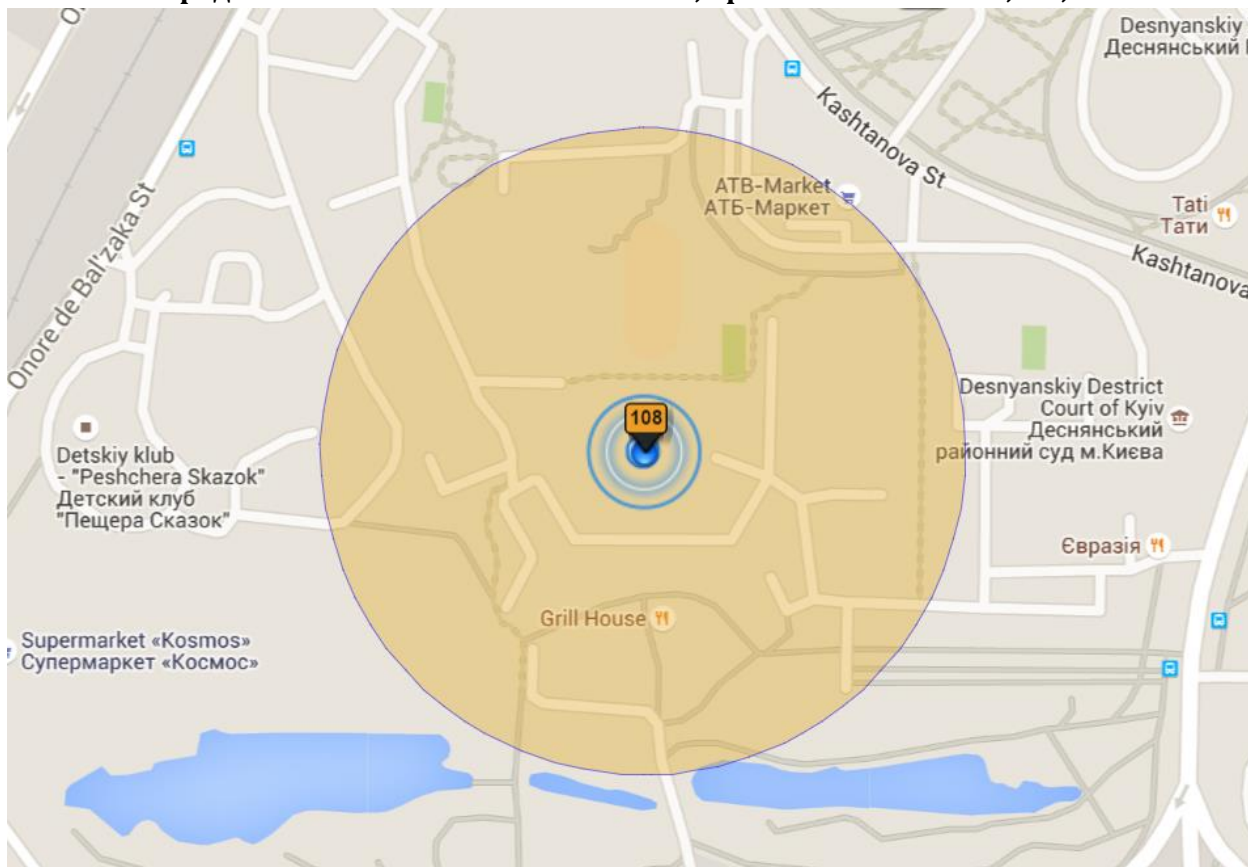 Desnyanskiy
Деснянський
Kashtanova St
ATB-Market
АТБ-Маркет
Tati
Тати
Kashtanova
Onore de Bal'zaka St
108
Desnyanskiy Destrict
Court of Kyiv
Деснянський
районний суд м.Києва
Detskiy klub
- "Peshchera Skazok"
Детский клуб
"Пещера Сказок"
Євразія
Grill House
Supermarket «Kosmos»
Супермаркет «Космос»